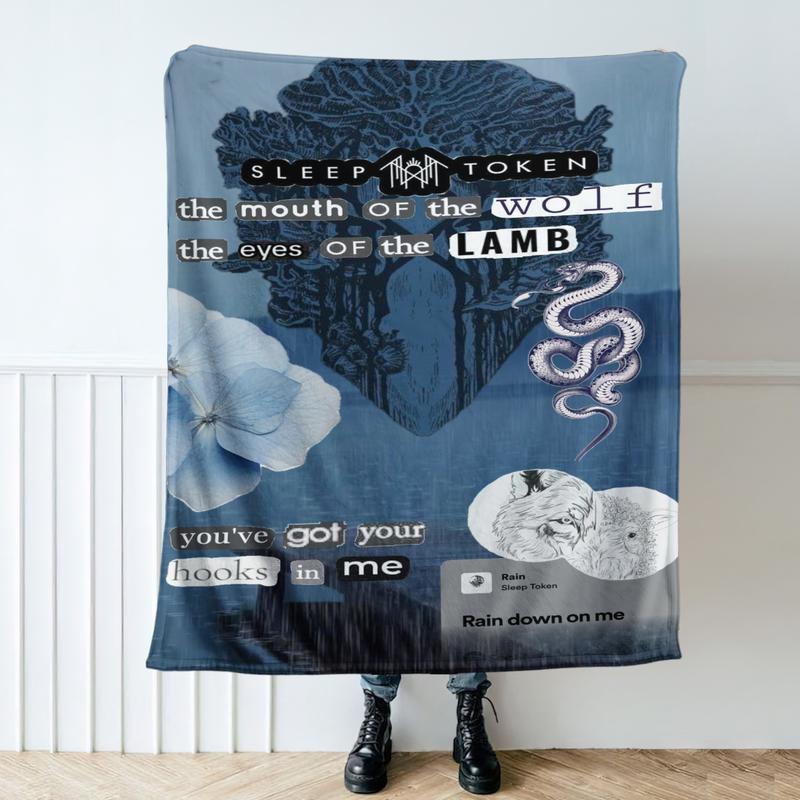 SLEEP TOKEN
the mouth OF the wolf
the eyes OF the LAMB
you've got your
hooks in me
Rain
Sleep Token
Rain down on me